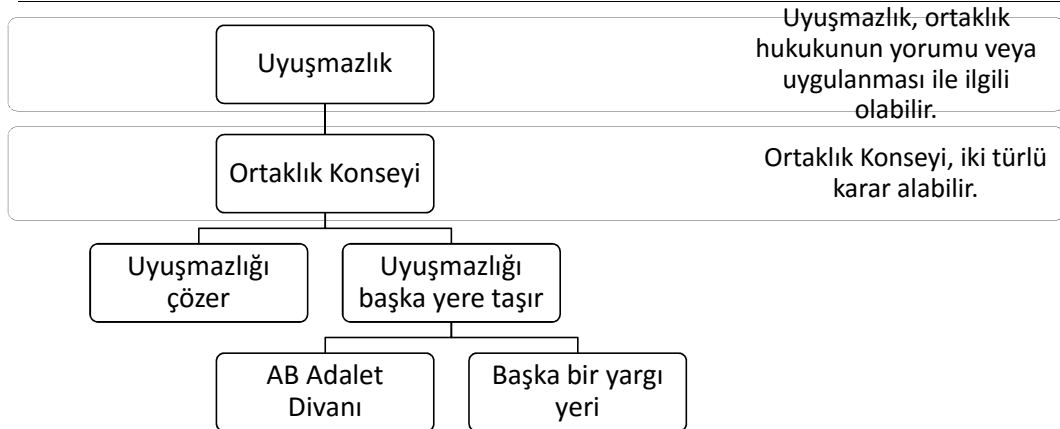 Uyuşmazlık
Uyuşmazlık, ortaklık
hukukunun yorumu veya
uygulanması ile ilgili
olabilir.
Ortaklık Konseyi
Ortaklık Konseyi, iki türlü
karar alabilir.
Uyuşmazlığı
çözer
Uyuşmazlığı
başka yere taşır
AB Adalet
Divanı
Başka bir yargı
yeri